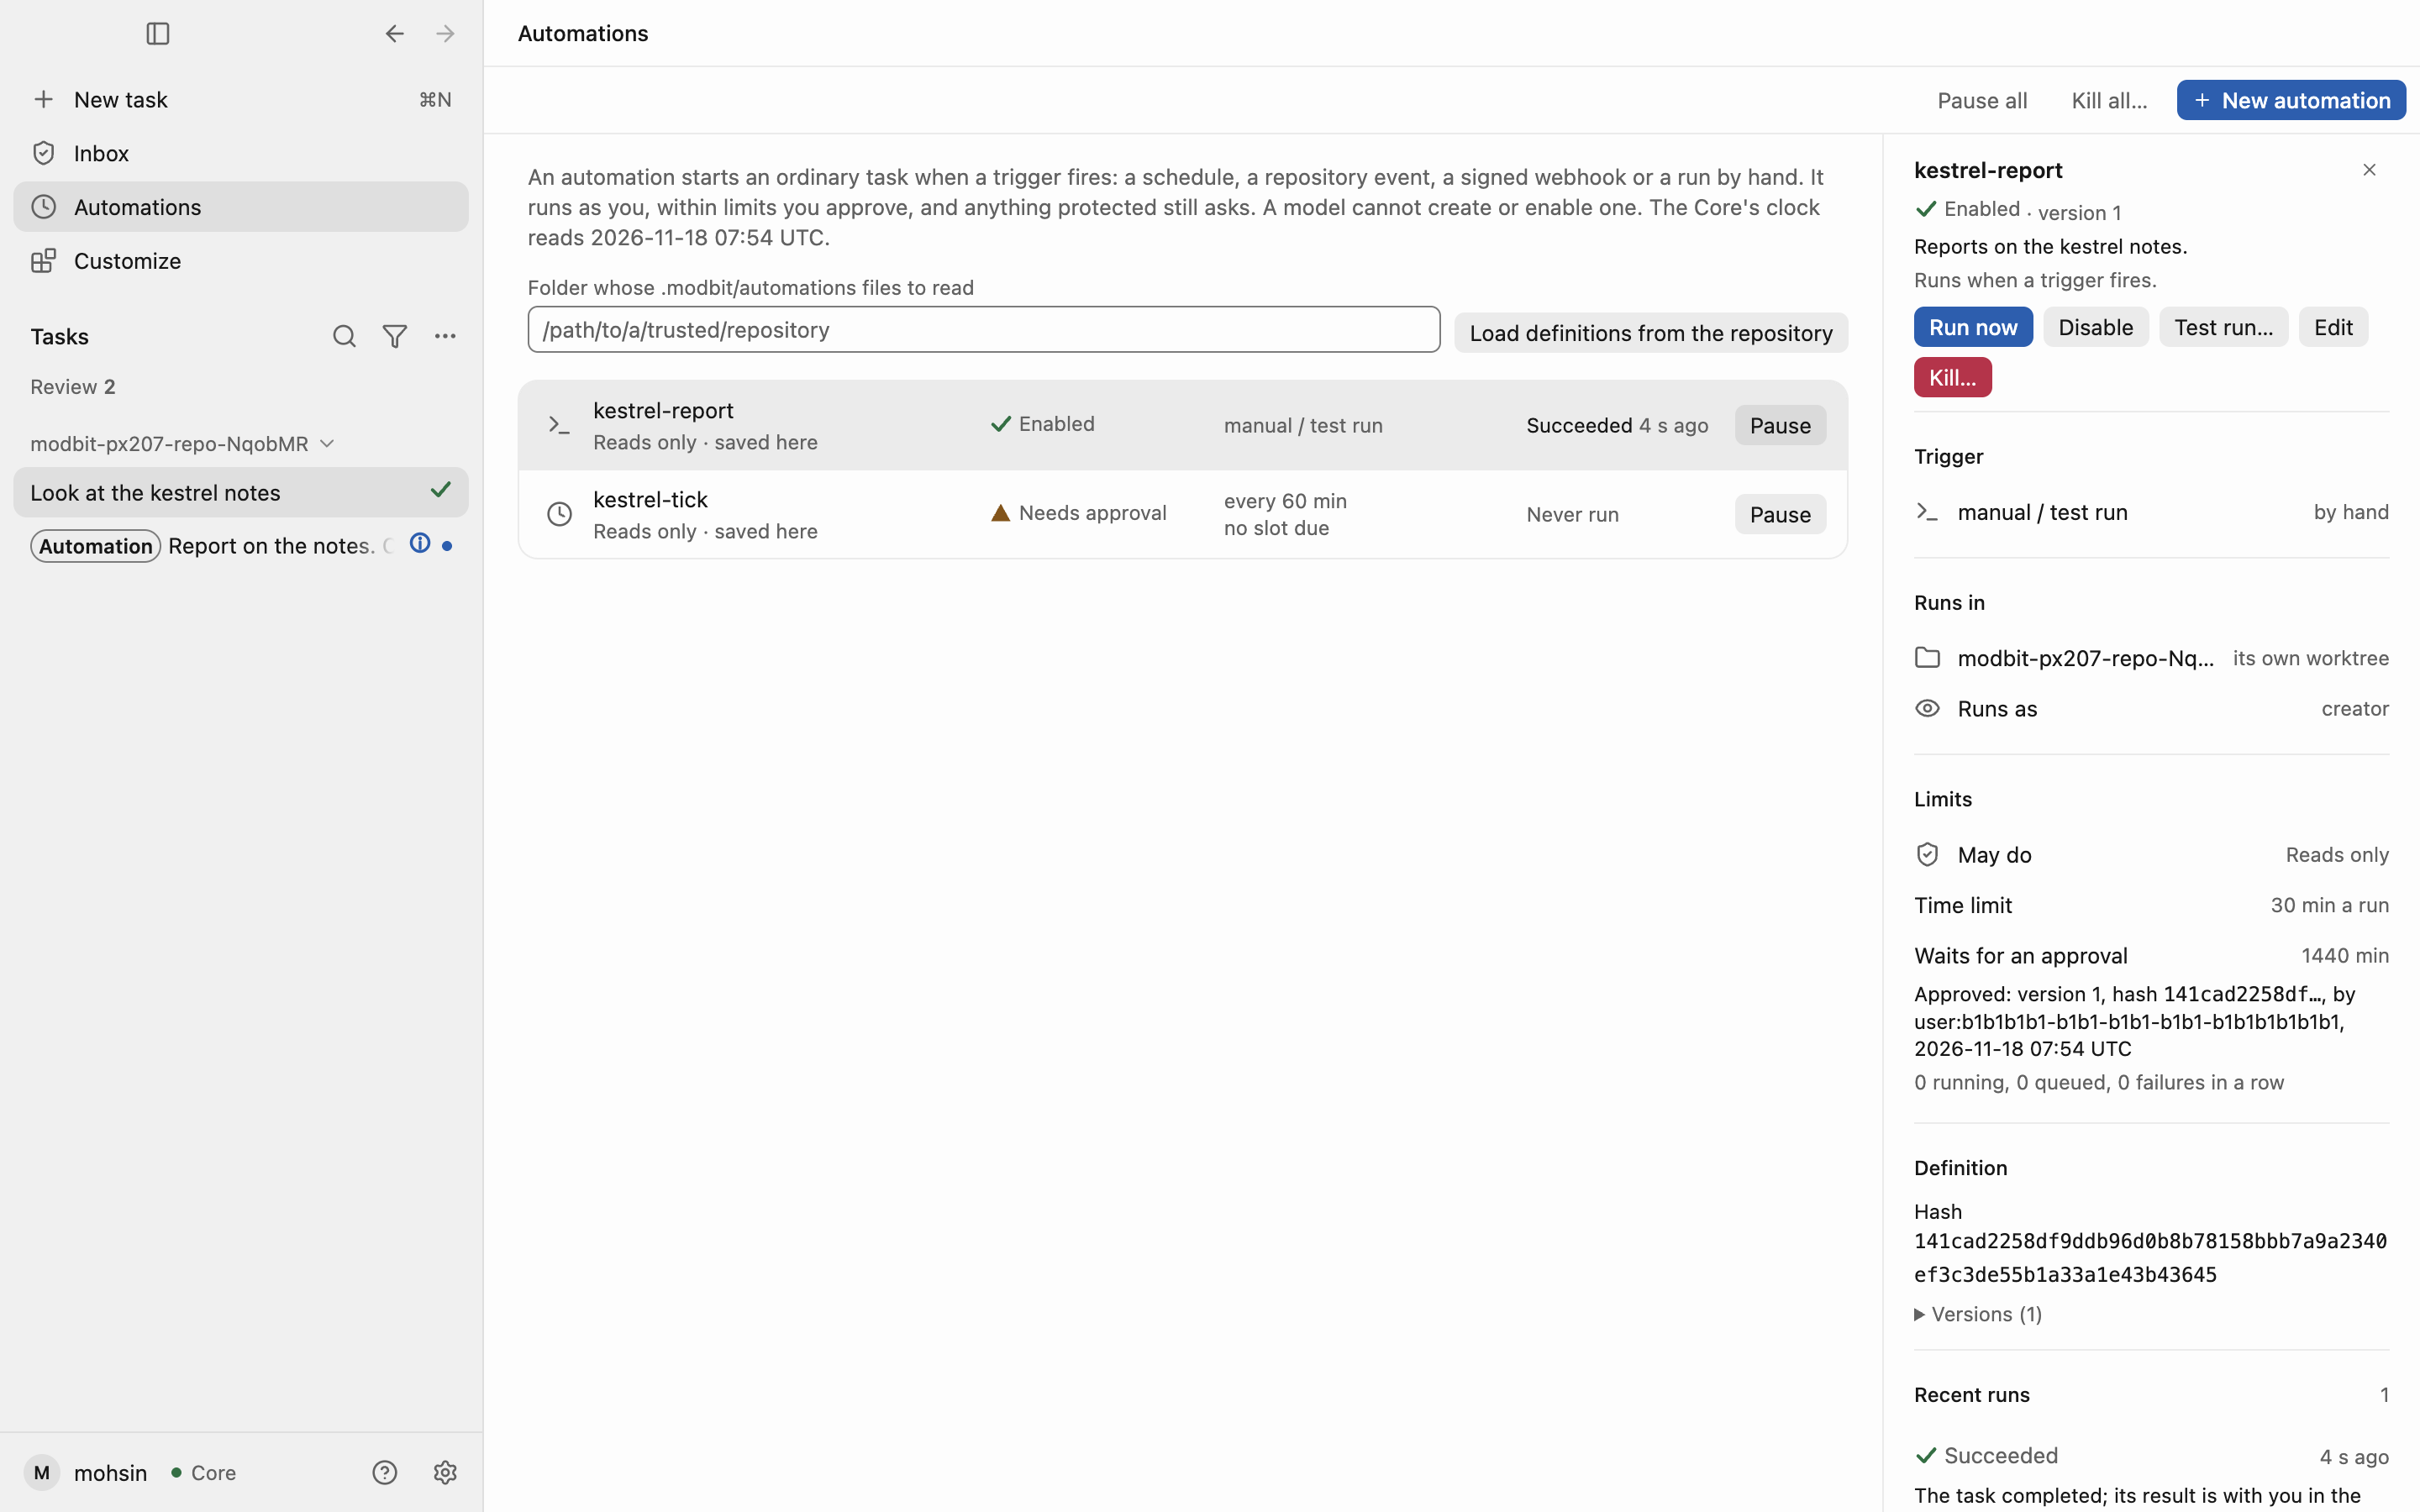 New task ⌘N
Inbox
Automations
Customize
Tasks
Review 2
modbit-px207-repo-NqobMR
Look at the kestrel notes
Automation Report on the notes.
M mohsin Core
Automations
Pause all Kill all... + New automation
An automation starts an ordinary task when a trigger fires: a schedule, a repository event, a signed webhook or a run by hand. It
runs as you, within limits you approve, and anything protected still asks. A model cannot create or enable one. The Core's clock
reads 2026-11-18 07:54 UTC.
Folder whose .modbit/automations files to read
/path/to/a/trusted/repository Load definitions from the repository
kestrel-report Enabled manual / test run Succeeded 4 s ago Pause
Reads only · saved here
kestrel-tick Needs approval every 60 min Never run Pause
Reads only · saved here no slot due
kestrel-report
Enabled · version 1
Reports on the kestrel notes.
Runs when a trigger fires.
Run now Disable Test run... Edit
Kill...
Trigger
manual / test run by hand
Runs in
modbit-px207-repo-Nq... its own worktree
Runs as creator
Limits
May do Reads only
Time limit 30 min a run
Waits for an approval 1440 min
Approved: version 1, hash 141cad2258df…, by
user:b1b1b1b1-b1b1-b1b1-b1b1-b1b1b1b1b1b1,
2026-11-18 07:54 UTC
0 running, 0 queued, 0 failures in a row
Definition
Hash
141cad2258df9ddb96d0b8b78158bbb7a9a2340
ef3c3de55b1a33a1e43b43645
Versions (1)
Recent runs 1
Succeeded 4 s ago
The task completed; its result is with you in the